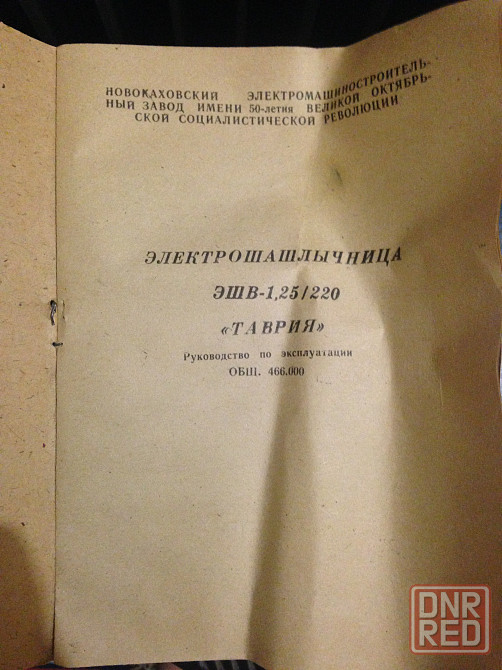 НОВОКАХОВСКИЙ ЭЛЕКТРОМАШИНОСТРОИТЕЛЬ-
НЫЙ ЗАВОД ИМЕНИ 50-летия ВЕЛИКОЙ ОКТЯБРЬ-
СКОЙ СОЦИАЛИСТИЧЕСКОЙ РЕВОЛЮЦИИ
ЭЛЕКТРОШАШЛЫЧНИЦА
ЭШВ-1,25/220
«ТАВРИЯ»
Руководство по эксплуатации
ОБЩ. 466.000
DNR
RED